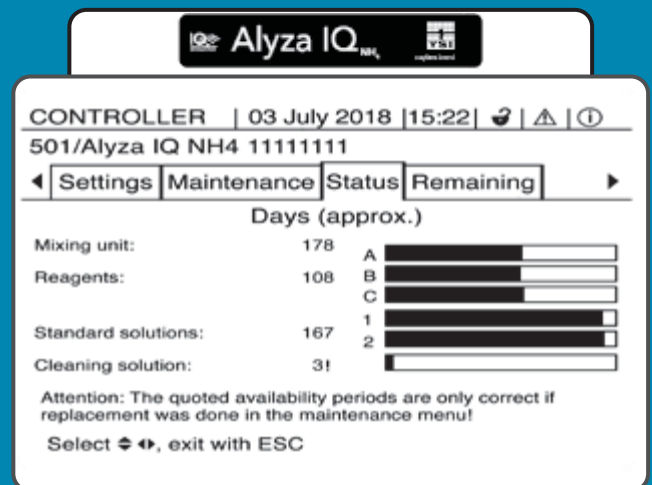 IQ Alyza IQ NH4 YSI
CONTROLLER | 03 July 2018 |15:22|
501/Alyza IQ NH4 11111111
Settings Maintenance Status Remaining
Days (approx.)
Mixing unit: 178
A
Reagents: 108 B
C
1
Standard solutions: 167 2
Cleaning solution: 3!
Attention: The quoted availability periods are only correct if
replacement was done in the maintenance menu!
Select , exit with ESC